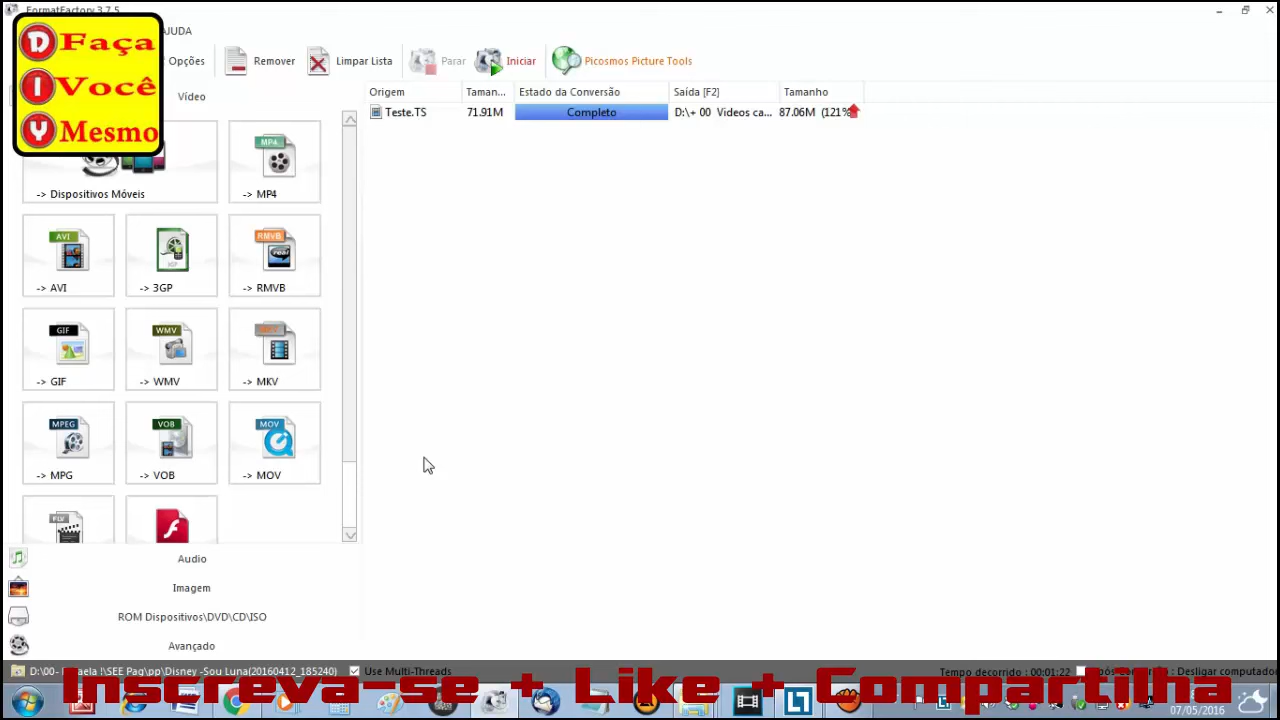 FormatFactory 3.7.5
D Faça
I Você
Y Mesmo
AJUDA
Opções
Remover
Limpar Lista
Parar
Iniciar
Picosmos Picture Tools
Vídeo
Origem Taman... Estado da Conversão Saída [F2] Tamanho
Teste.TS 71.91M Completo D:\+ 00 Videos ca... 87.06M (121%
-> Dispositivos Móveis
MP4
-> MP4
AVI
-> AVI
3GP
-> 3GP
RMVB
real
-> RMVB
GIF
-> GIF
WMV
-> WMV
MKV
-> MKV
MPEG
-> MPG
VOB
-> VOB
MOV
-> MOV
FLV
Audio
Imagem
ROM Dispositivos\DVD\CD\ISO
Avançado
Use Multi-Threads
Tempo decorrido : 00:01:22
: Desligar computador
Inscreva-se + Like + Compartilha
07/05/2016